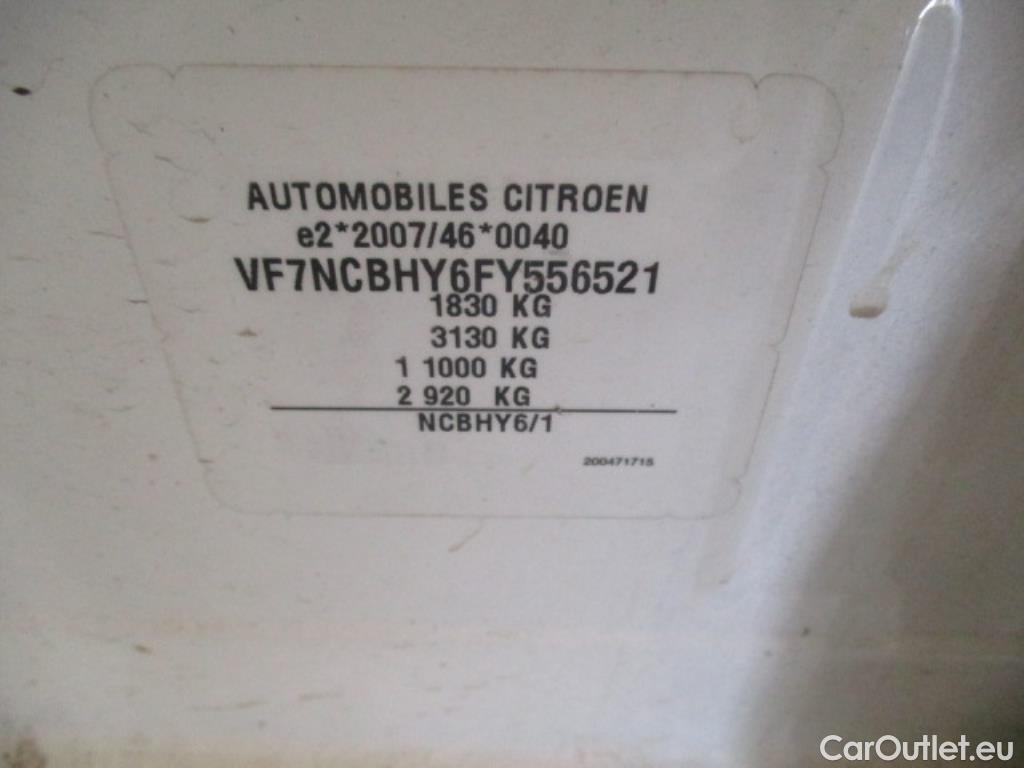 AUTOMOBILES CITROEN
e2*2007/46*0040
VF7NCBHY6FY556521
1830 KG
3130 KG
1 1000 KG
2 920 KG
NCBHY6/1
200471715
CarOutlet.eu